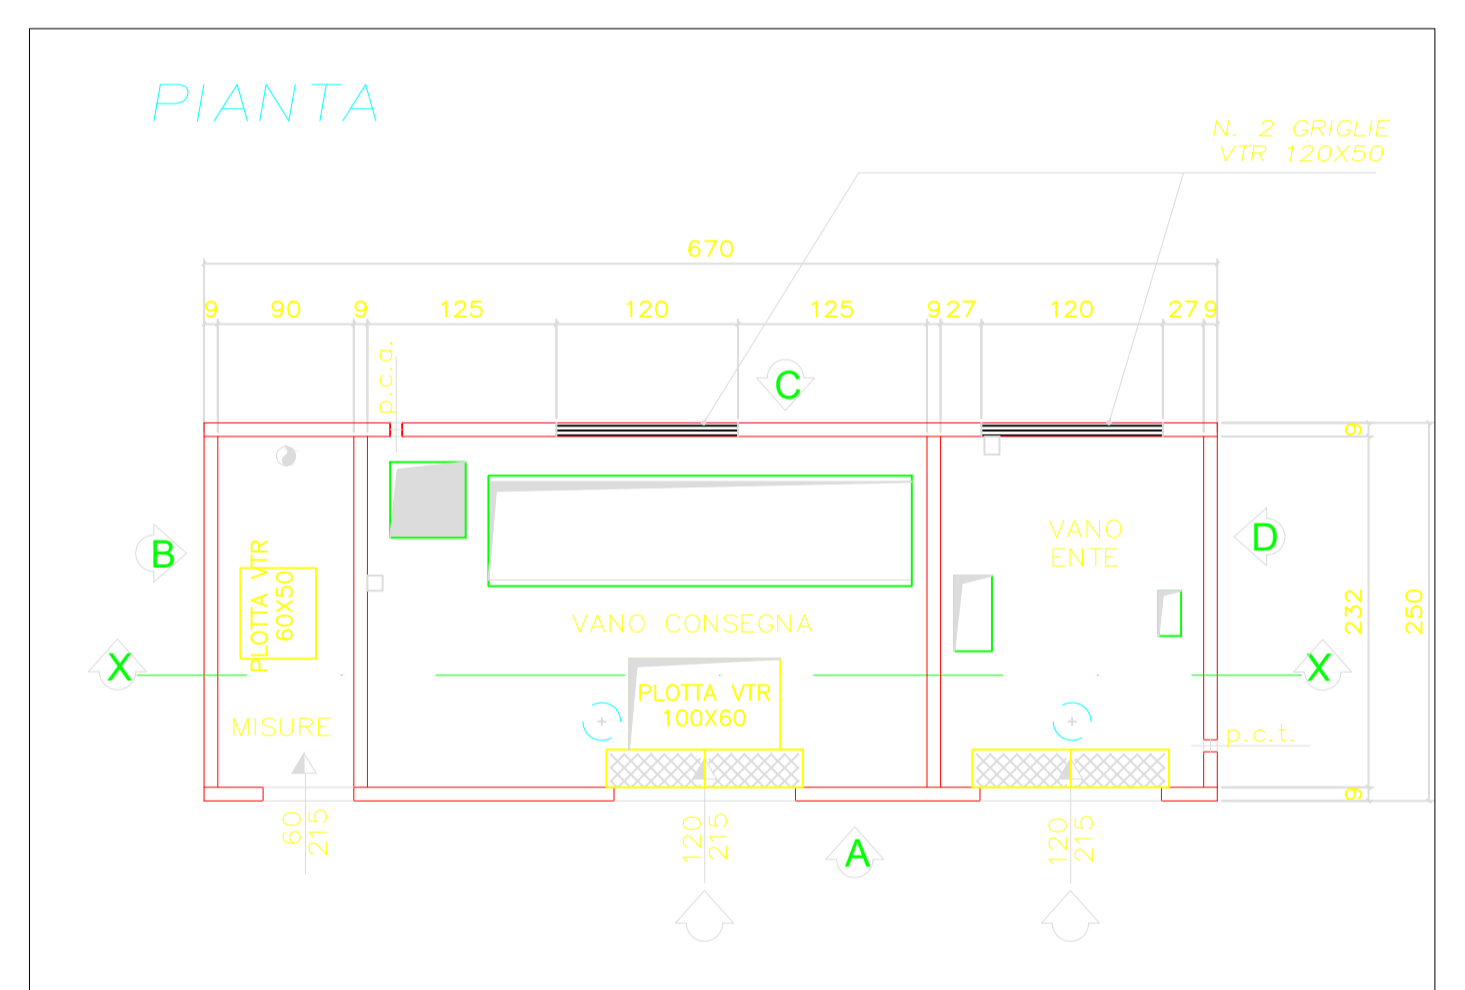 PIANTA
N. 2 GRIGLIE
VTR 120X50
670
9 90 9 125 120 125 9 27 120 27 9
p.c.a.
C
9
B
D
PLOTTA VTR
60X50
VANO
ENTE
232
250
VANO CONSEGNA
X
X
PLOTTA VTR
100X60
MISURE
p.c.t.
9
60
215
120
215
120
215
A